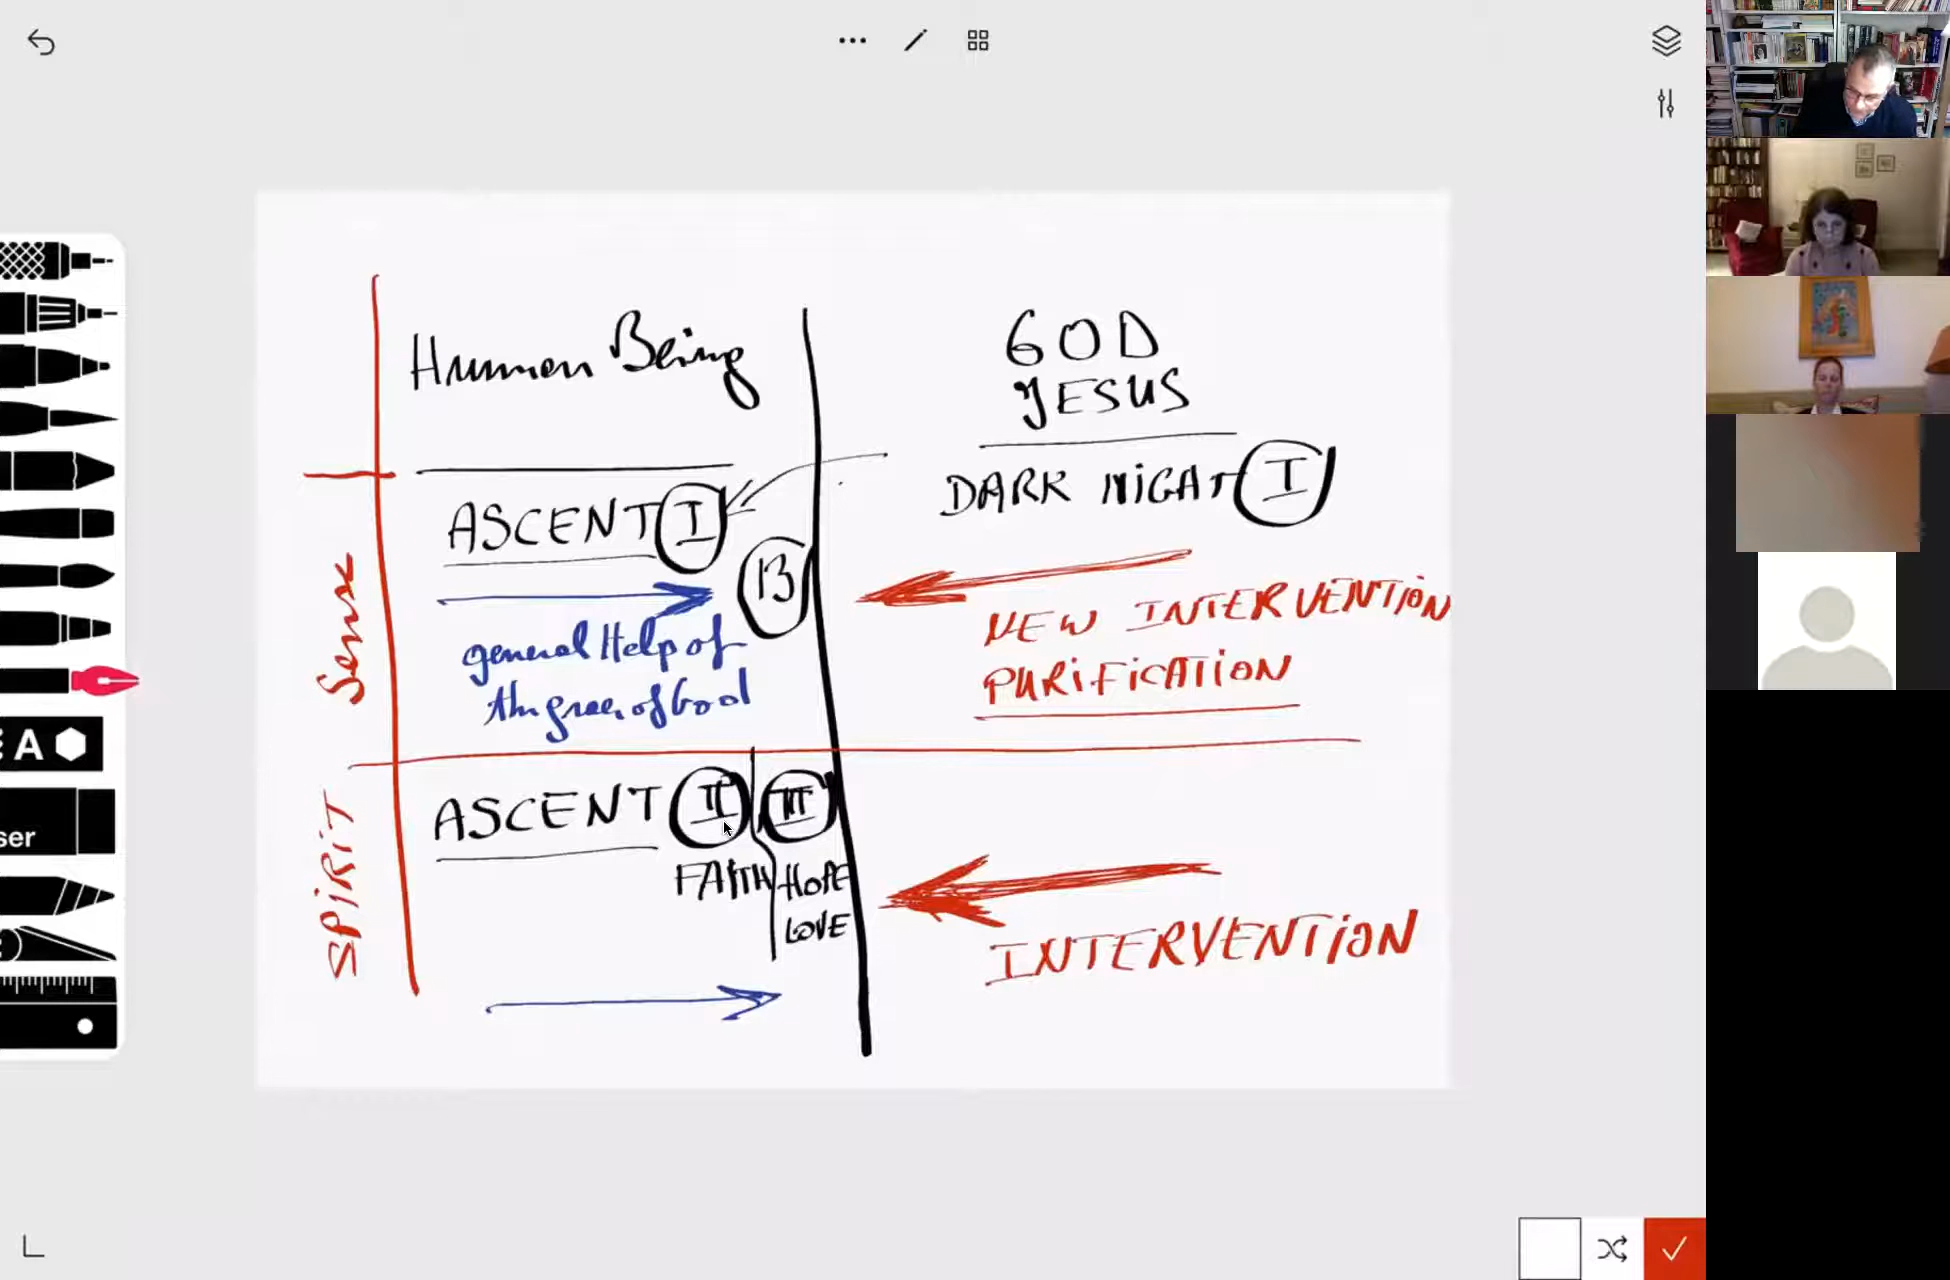 Human Being
GOD
JESUS
ASCENT I
DARK NIGHT I
13
general Help of
the grace of God
NEW INTERVENTION
PURIFICATION
Sense
ASCENT II III
FAITH HOPE
LOVE
SPIRIT
INTERVENTION
A
ser